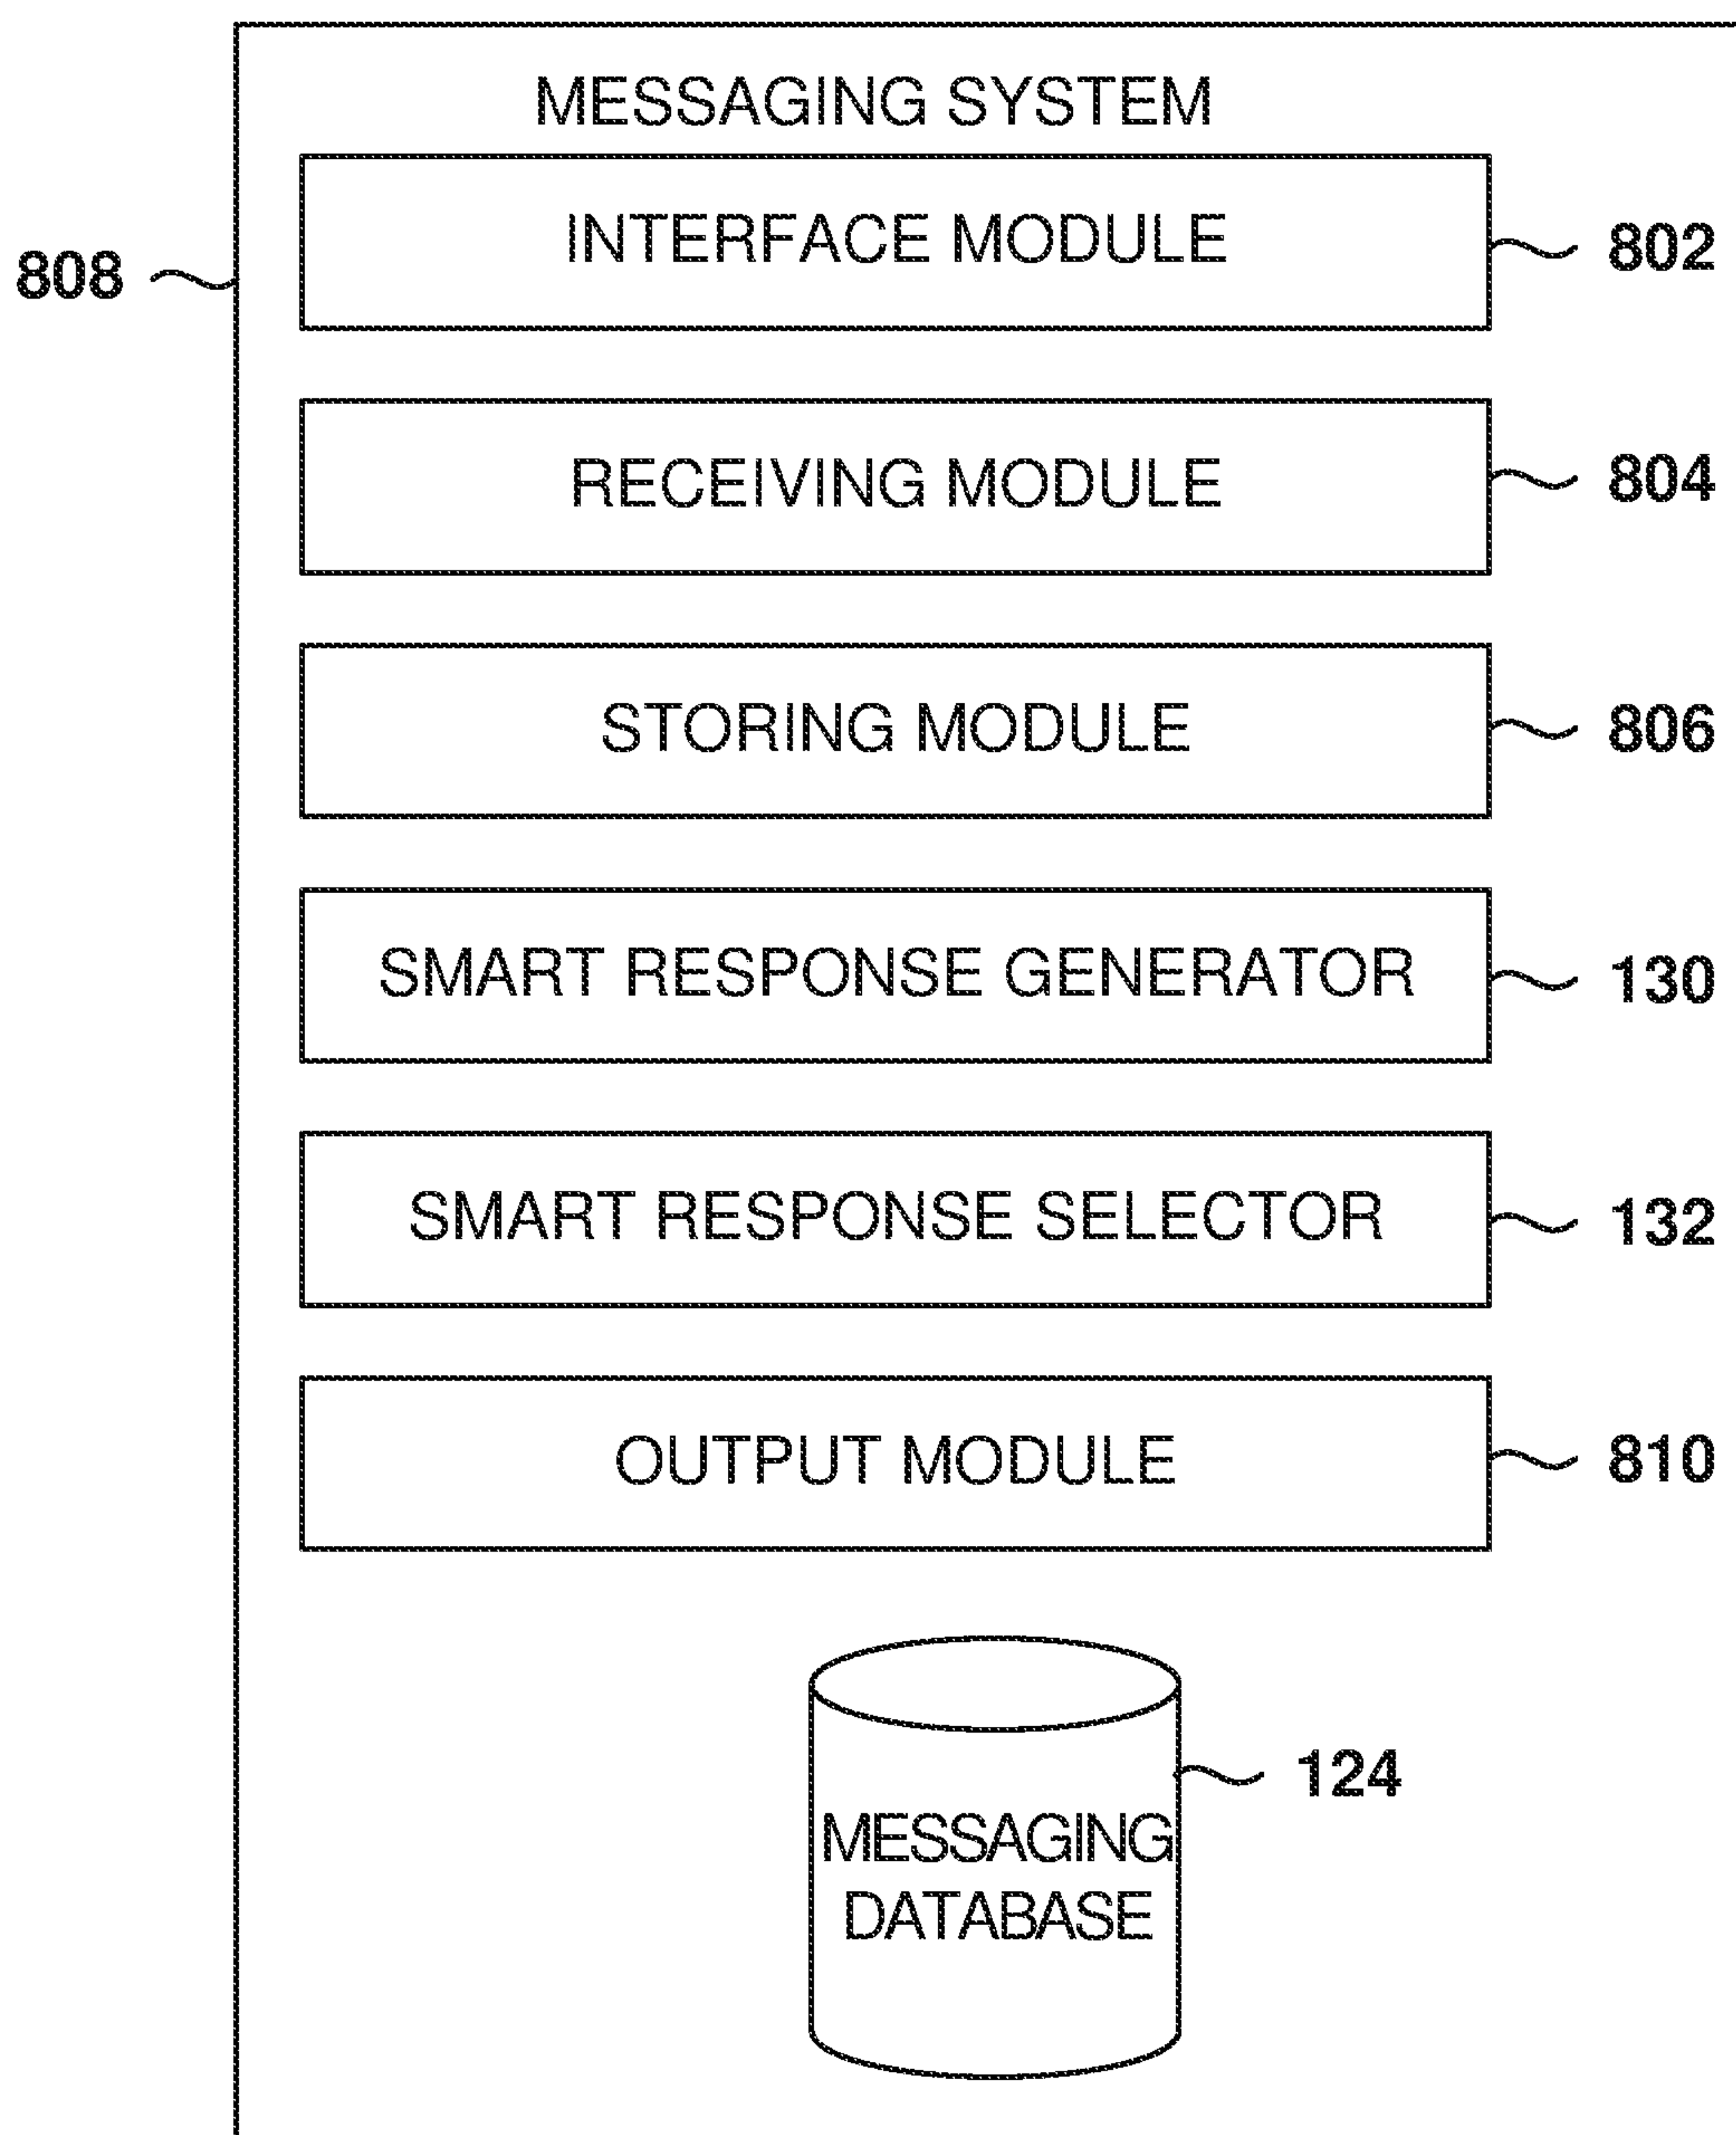 MESSAGING SYSTEM
INTERFACE MODULE
802
808
RECEIVING MODULE
804
STORING MODULE
806
SMART RESPONSE GENERATOR
130
SMART RESPONSE SELECTOR
132
OUTPUT MODULE
810
124
MESSAGING
DATABASE